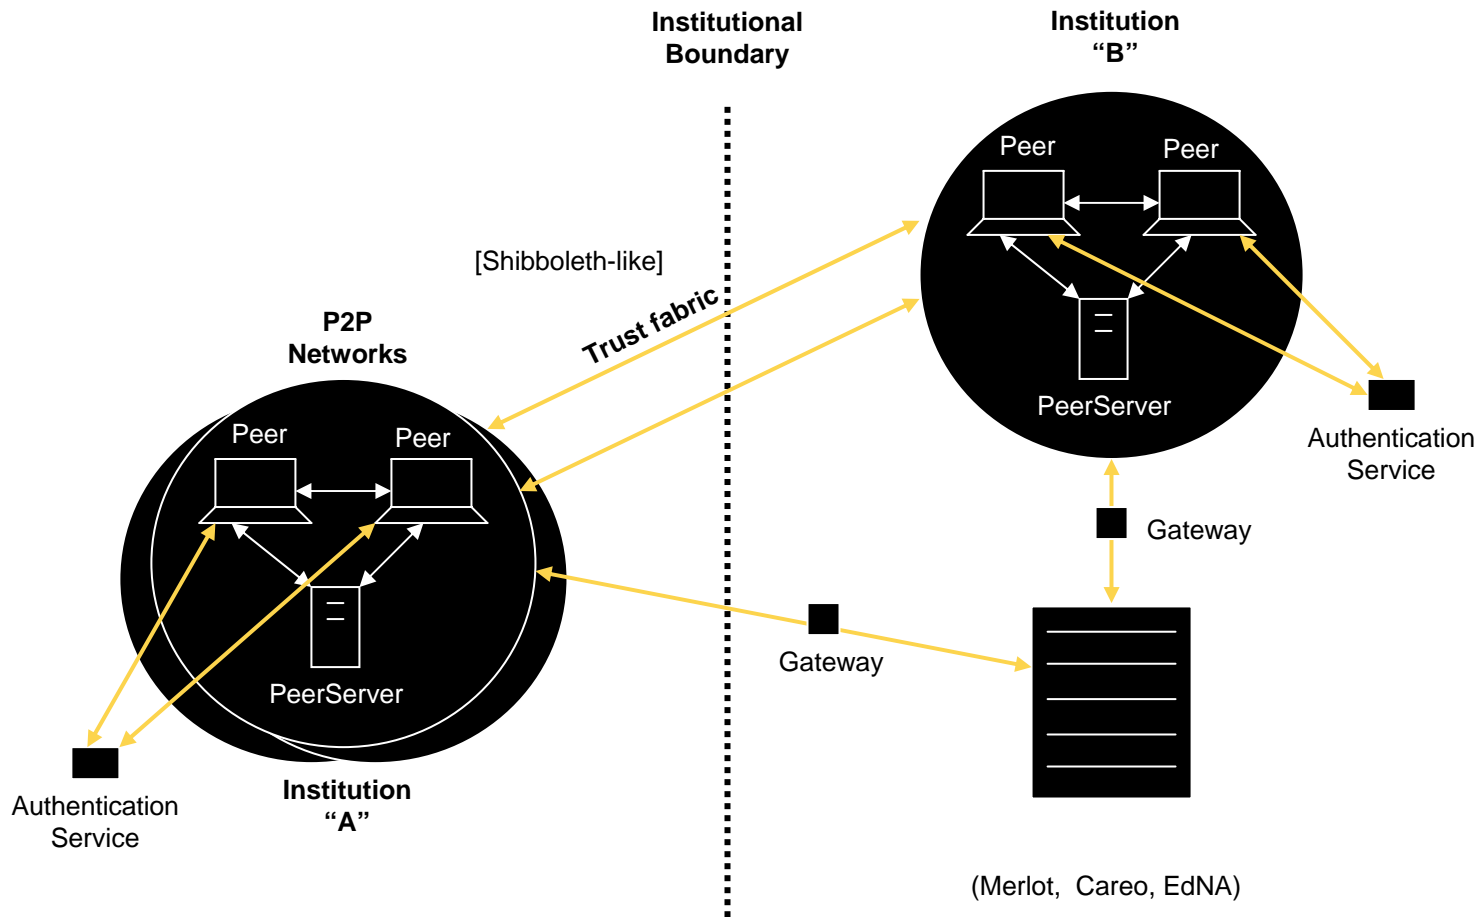 Institutional
Boundary
Institution
“B”
Peer
Peer
PeerServer
Authentication
Service
[Shibboleth-like]
Trust fabric
P2P
Networks
Peer
Peer
PeerServer
Gateway
Gateway
Authentication
Service
Institution
“A”
(Merlot, Careo, EdNA)